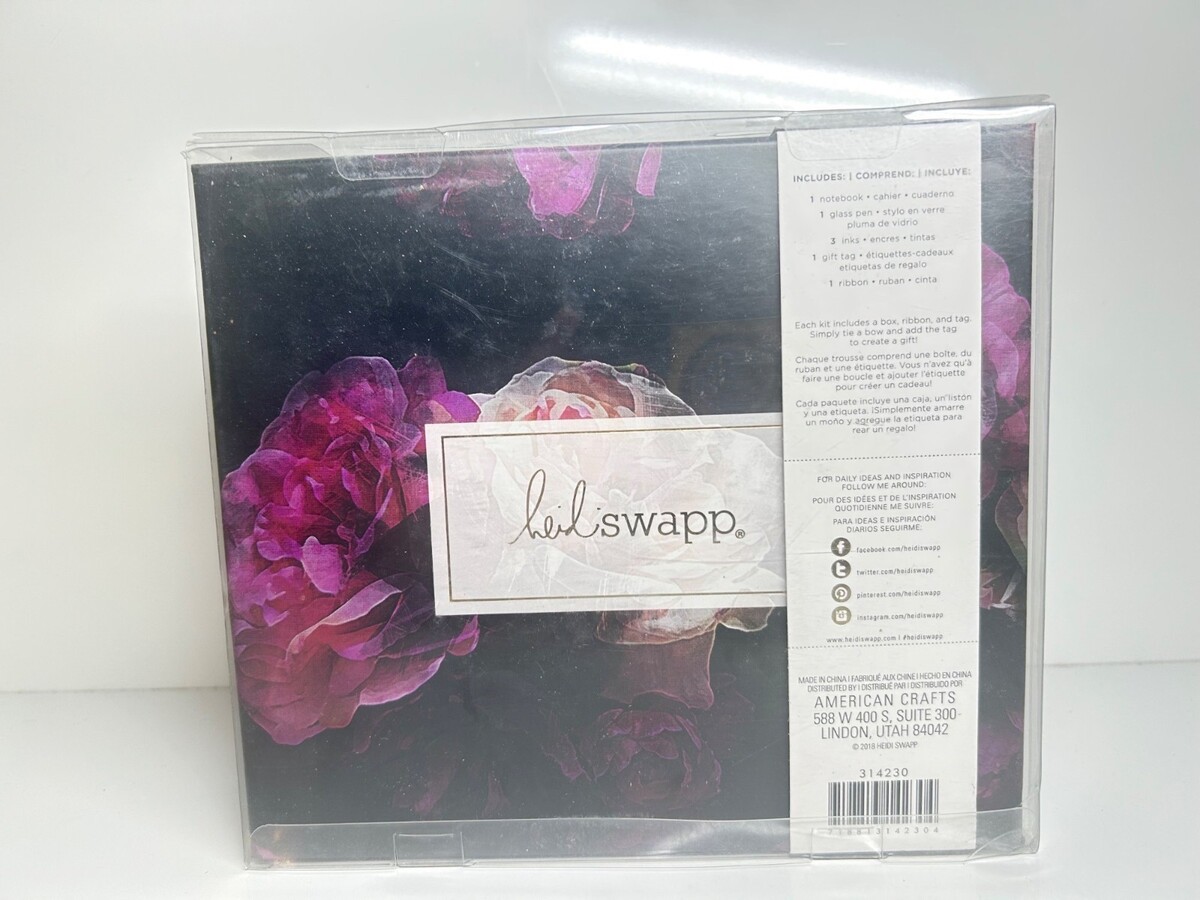 heidi swapp®
INCLUDES: | COMPREND: | INCLUYE:
1 notebook • cahier • cuaderno
1 glass pen • stylo en verre
pluma de vidrio
3 inks • encres • tintas
1 gift tag • étiquettes-cadeaux
etiquetas de regalo
1 ribbon • ruban • cinta
Each kit includes a box, ribbon, and tag.
Simply tie a bow and add the tag
to create a gift!
Chaque trousse comprend une boîte, du
ruban et une étiquette. Vous n'avez qu'à
faire une boucle et ajouter l'étiquette
pour créer un cadeau!
Cada paquete incluye una caja, un'listón
y una etiqueta. ¡Simplemente amarre
un moño y agregue la etiqueta para
rear un regalo!
FOR DAILY IDEAS AND INSPIRATION
FOLLOW ME AROUND:
POUR DES IDÉES ET DE L'INSPIRATION
QUOTIDIENNE ME SUIVRE:
PARA IDEAS E INSPIRACIÓN
DIARIOS SEGUIRME:
facebook.com/heidiswapp
twitter.com/heidiswapp
pinterest.com/heidiswapp
instagram.com/heidiswapp
www.heidiswapp.com | #heidiswapp
MADE IN CHINA | FABRIQUÉ AUX CHINE | HECHO EN CHINA
DISTRIBUTED BY | DISTRIBUÉ PAR | DISTRIBUIDO POR
AMERICAN CRAFTS
588 W 400 S, SUITE 300
LINDON, UTAH 84042
© 2018 HEIDI SWAPP
314230
718813142304